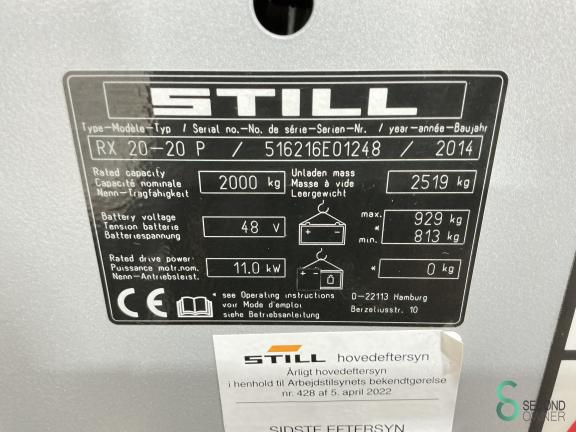 STILL
Type-Modèle-Typ / Serial no.-No. de série-Serien-Nr. / year-année-Baujahr
RX 20-20 P / 516216E01248 / 2014
Rated capacity
Capacité nominale
Nenn-Tragfähigkeit
2000 kg
Unladen mass
Masse à vide
Leergewicht
2519 kg
Battery voltage
Tension batterie
Batteriespannung
48 V
max. 929 kg
*
min. 813 kg
Rated drive power
Puissance motr.nom.
Nenn-Antriebsleist.
11.0 kW
* 0 kg
CE
* see Operating instructions
voir Mode d'emploi
siehe Betriebsanleitung
D-22113 Hamburg
Berzeliusstr. 10
STILL hovedeftersyn
Årligt hovedeftersyn
i henhold til Arbejdstilsynets bekendtgørelse
nr. 428 af 5. april 2022
SIDSTE EFTERSYN
SECOND
OWNER